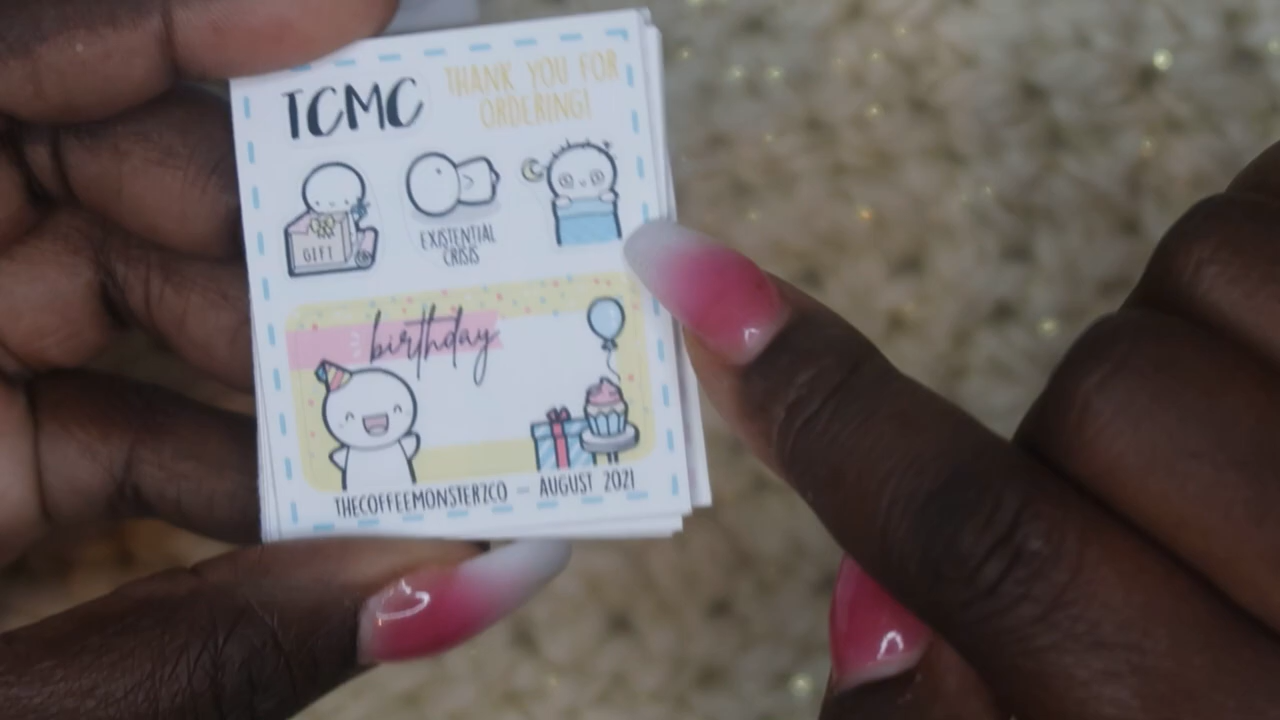 TCMC
THANK YOU FOR
ORDERING!
GIFT
EXISTENTIAL
CRISIS
birthday
THECOFFEEMONSTERZCO — AUGUST 2021